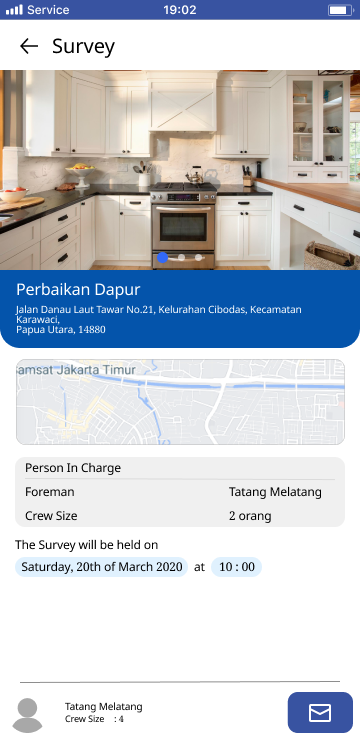 Service 19:02
Survey
Perbaikan Dapur
Jalan Danau Laut Tawar No.21, Kelurahan Cibodas, Kecamatan
Karawaci,
Papua Utara, 14880
amsat Jakarta Timur
Person In Charge
Foreman Tatang Melatang
Crew Size 2 orang
The Survey will be held on
Saturday, 20th of March 2020 at 10 : 00
Tatang Melatang
Crew Size : 4